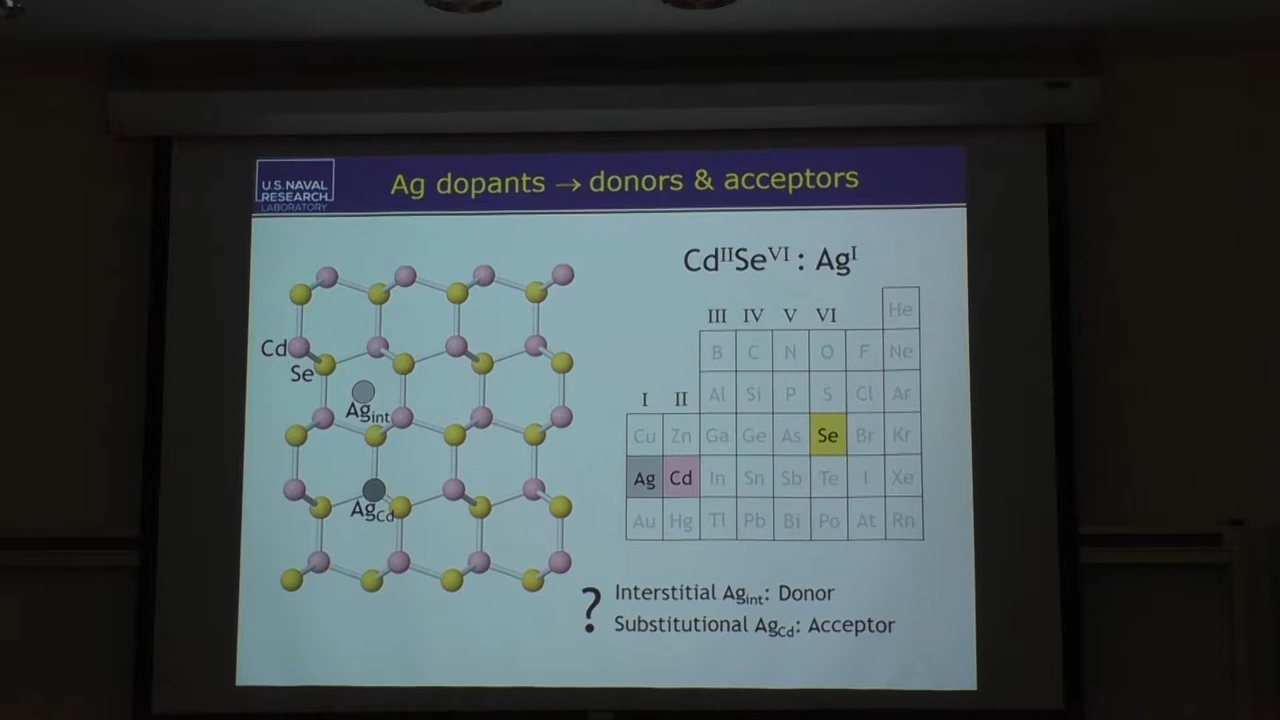 U.S. NAVAL
RESEARCH
LABORATORY
Ag dopants → donors & acceptors
Cd
Se
Ag_int
Ag_Cd
Cd^II Se^VI : Ag^I
He
III IV V VI
B C N O F Ne
I II
Al Si P S Cl Ar
Cu Zn Ga Ge As Se Br Kr
Ag Cd In Sn Sb Te I Xe
Au Hg Tl Pb Bi Po At Rn
? Interstitial Ag_int: Donor
Substitutional Ag_Cd: Acceptor